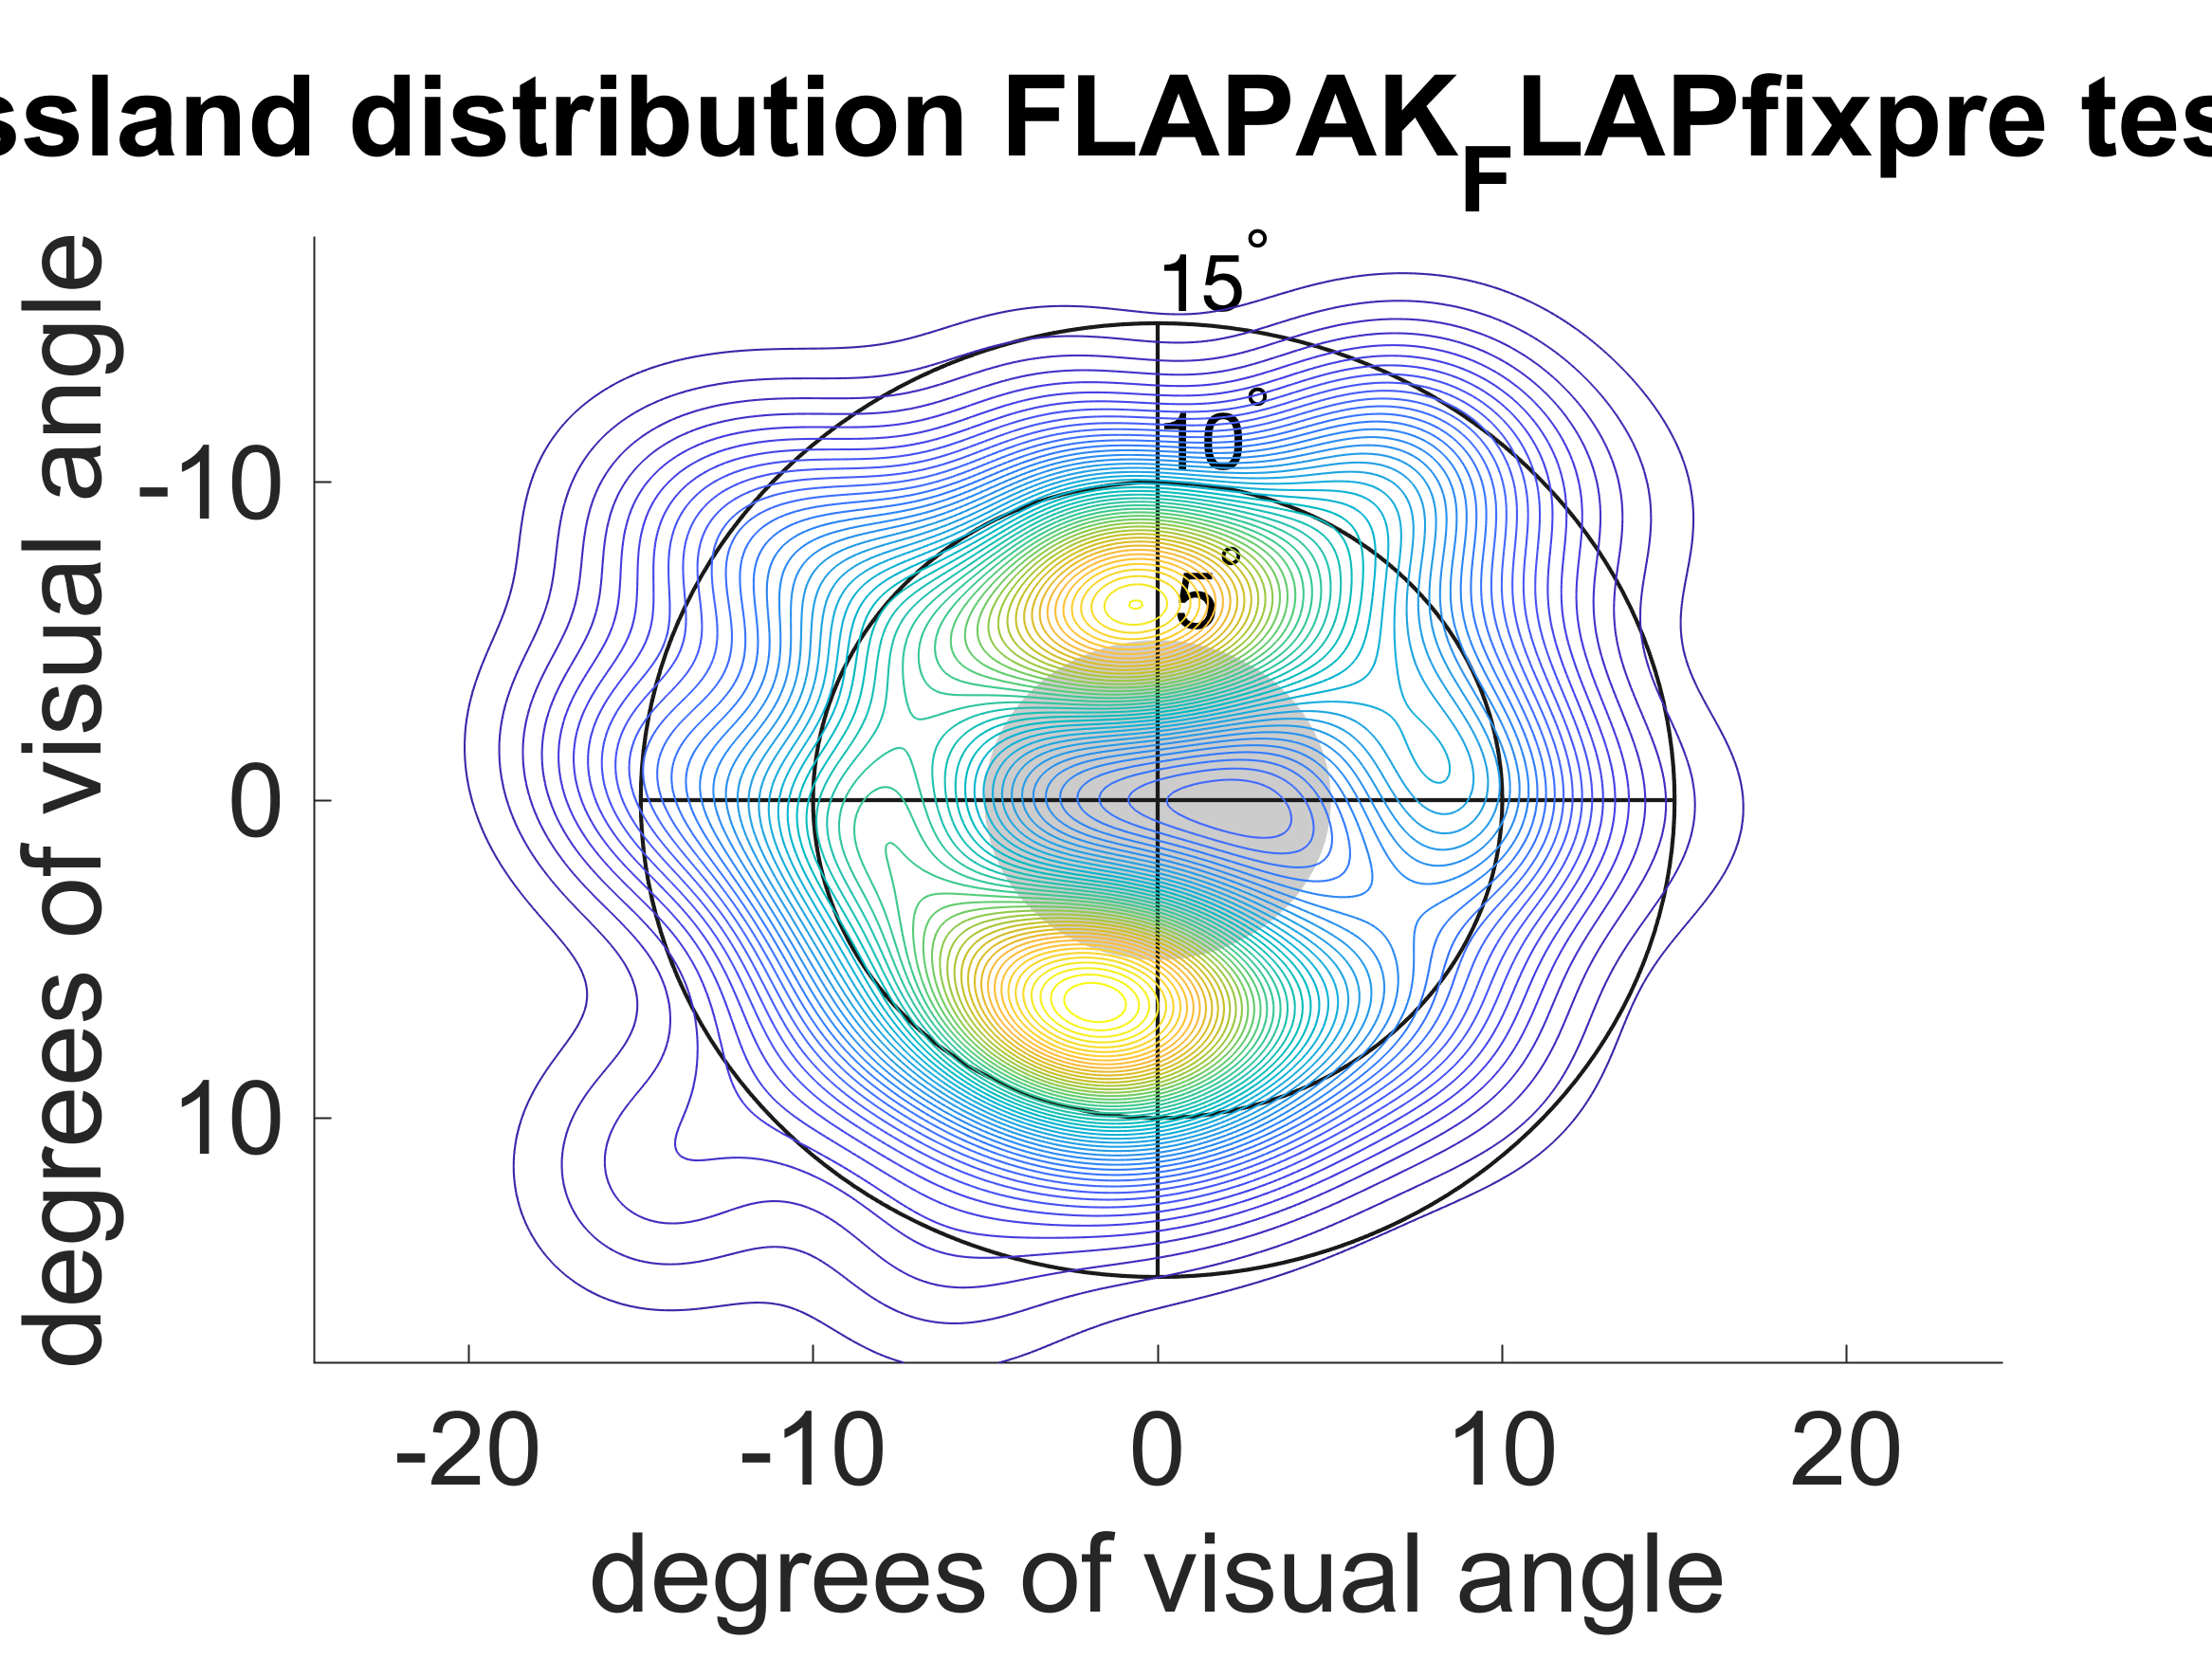 ssland distribution FLAPAK_FLAPfixpre tes
degrees of visual angle
-10
0
10
15°
10°
5°
-20 -10 0 10 20
degrees of visual angle